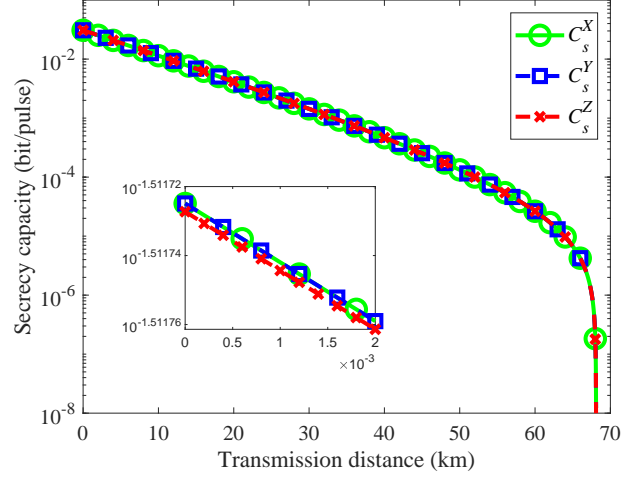 Secrecy capacity (bit/pulse)
10^-2
10^-4
10^-6
10^-8
C_s^X
C_s^Y
C_s^Z
10^-1.51172
10^-1.51174
10^-1.51176
0 0.5 1 1.5 2
×10^-3
0 10 20 30 40 50 60 70
Transmission distance (km)